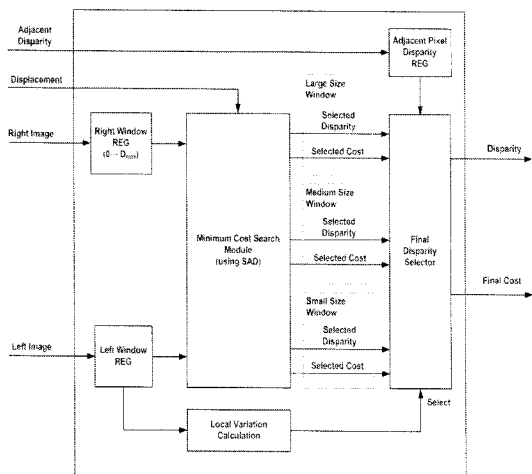 Adjacent
Disparity
Adjacent Pixel
Disparity
REG
Displacement
Large Size
Window
Selected
Disparity
Right Image
Right Window
REG
Selected Cost
Disparity
Medium Size
Window
Selected
Disparity
Minimum Cost Search
Module
(using SAD)
Selected Cost
Final
Disparity
Selector
Final Cost
Small Size
Window
Selected
Disparity
Left Image
Left Window
REG
Selected Cost
Select
Local Variation
Calculation